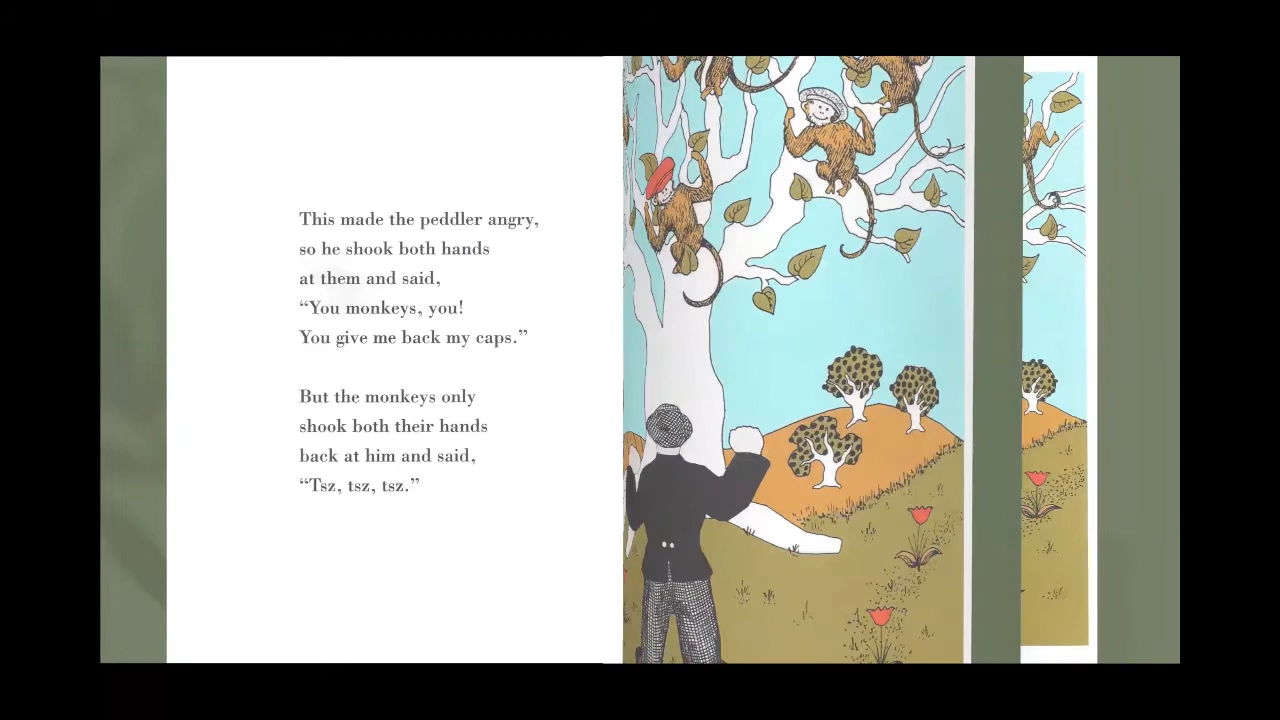 This made the peddler angry,
so he shook both hands
at them and said,
“You monkeys, you!
You give me back my caps.”
But the monkeys only
shook both their hands
back at him and said,
“Tsz, tsz, tsz.”